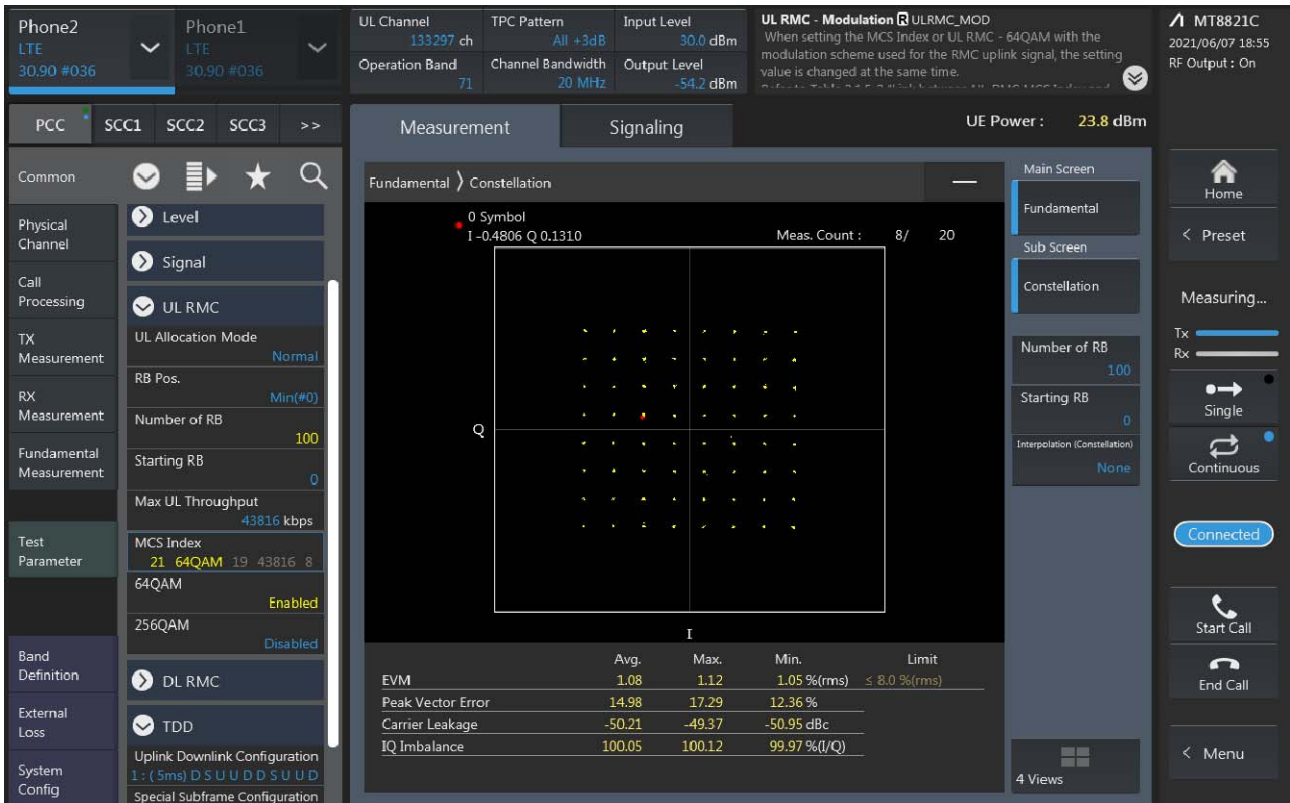 Phone2
LTE
30.90 #036
Phone1
LTE
30.90 #036
UL Channel
133297 ch
TPC Pattern
All +3dB
Input Level
30.0 dBm
Operation Band
71
Channel Bandwidth
20 MHz
Output Level
-54.2 dBm
UL RMC - Modulation R ULRMC_MOD
When setting the MCS Index or UL RMC - 64QAM with the
modulation scheme used for the RMC uplink signal, the setting
value is changed at the same time.
MT8821C
2021/06/07 18:55
RF Output : On
PCC SCC1 SCC2 SCC3 >>
Measurement
Signaling
UE Power : 23.8 dBm
Common
Physical
Channel
Call
Processing
TX
Measurement
RX
Measurement
Fundamental
Measurement
Test
Parameter
Band
Definition
External
Loss
System
Config
Level
Signal
UL RMC
UL Allocation Mode
Normal
RB Pos.
Min(#0)
Number of RB
100
Starting RB
0
Max UL Throughput
43816 kbps
MCS Index
21 64QAM 19 43816 8
64QAM
Enabled
256QAM
Disabled
DL RMC
TDD
Uplink Downlink Configuration
1 : ( 5ms) D S U U D D S U U D
Special Subframe Configuration
Fundamental ⟩ Constellation
0 Symbol
I -0.4806 Q 0.1310
Meas. Count : 8/ 20
Q
I
Avg. Max. Min. Limit
EVM 1.08 1.12 1.05 %(rms) ≤ 8.0 %(rms)
Peak Vector Error 14.98 17.29 12.36 %
Carrier Leakage -50.21 -49.37 -50.95 dBc
IQ Imbalance 100.05 100.12 99.97 %(I/Q)
Main Screen
Fundamental
Sub Screen
Constellation
Number of RB
100
Starting RB
0
Interpolation (Constellation)
None
4 Views
Home
< Preset
Measuring...
Tx
Rx
Single
Continuous
Connected
Start Call
End Call
< Menu